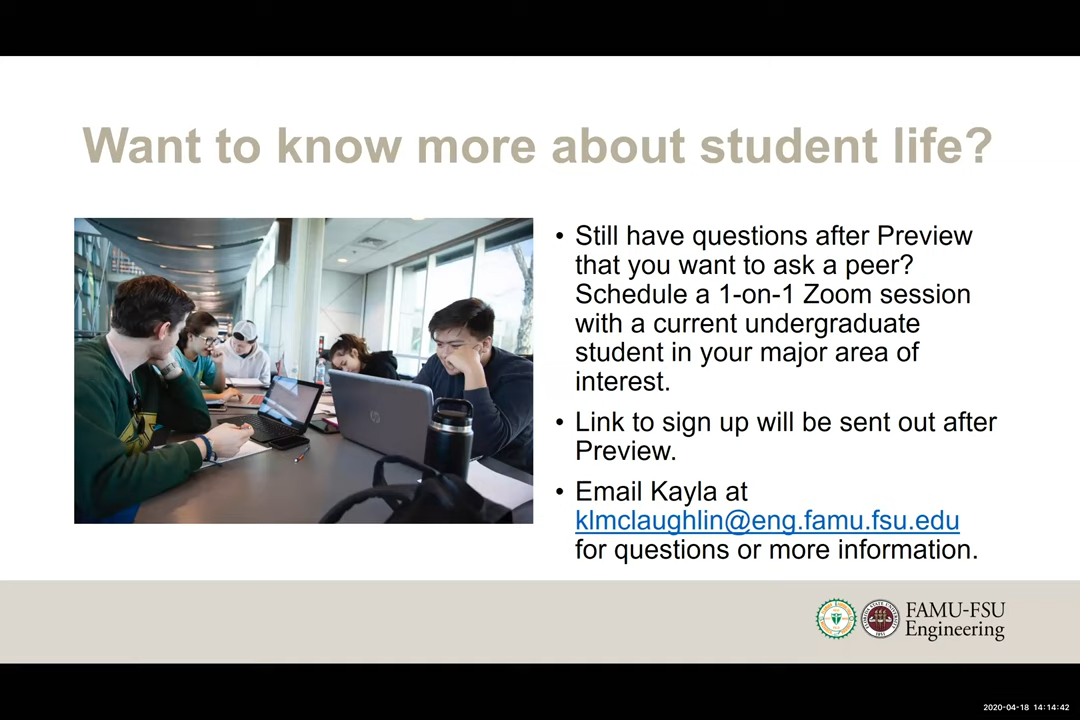 Want to know more about student life?
• Still have questions after Preview
that you want to ask a peer?
Schedule a 1-on-1 Zoom session
with a current undergraduate
student in your major area of
interest.
• Link to sign up will be sent out after
Preview.
• Email Kayla at
klmclaughlin@eng.famu.fsu.edu
for questions or more information.
FAMU-FSU
Engineering
2020-04-18 14:14:42